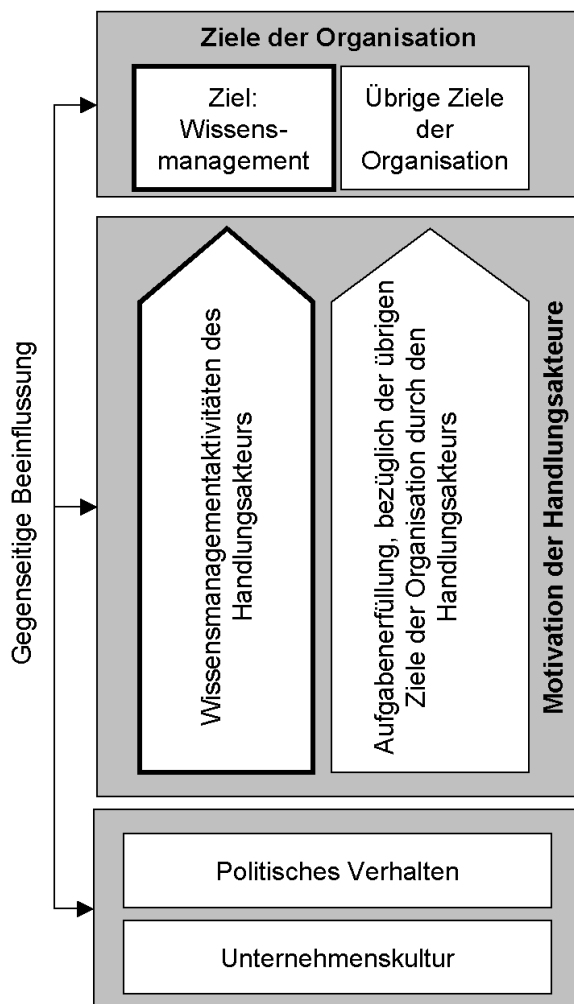 Ziele der Organisation
Ziel:
Wissens-
management
Übrige Ziele
der
Organisation
Gegenseitige Beeinflussung
Wissensmanagementaktivitäten des
Handlungsakteurs
Aufgabenerfüllung, bezüglich der übrigen
Ziele der Organisation durch den
Handlungsakteurs
Motivation der Handlungsakteure
Politisches Verhalten
Unternehmenskultur